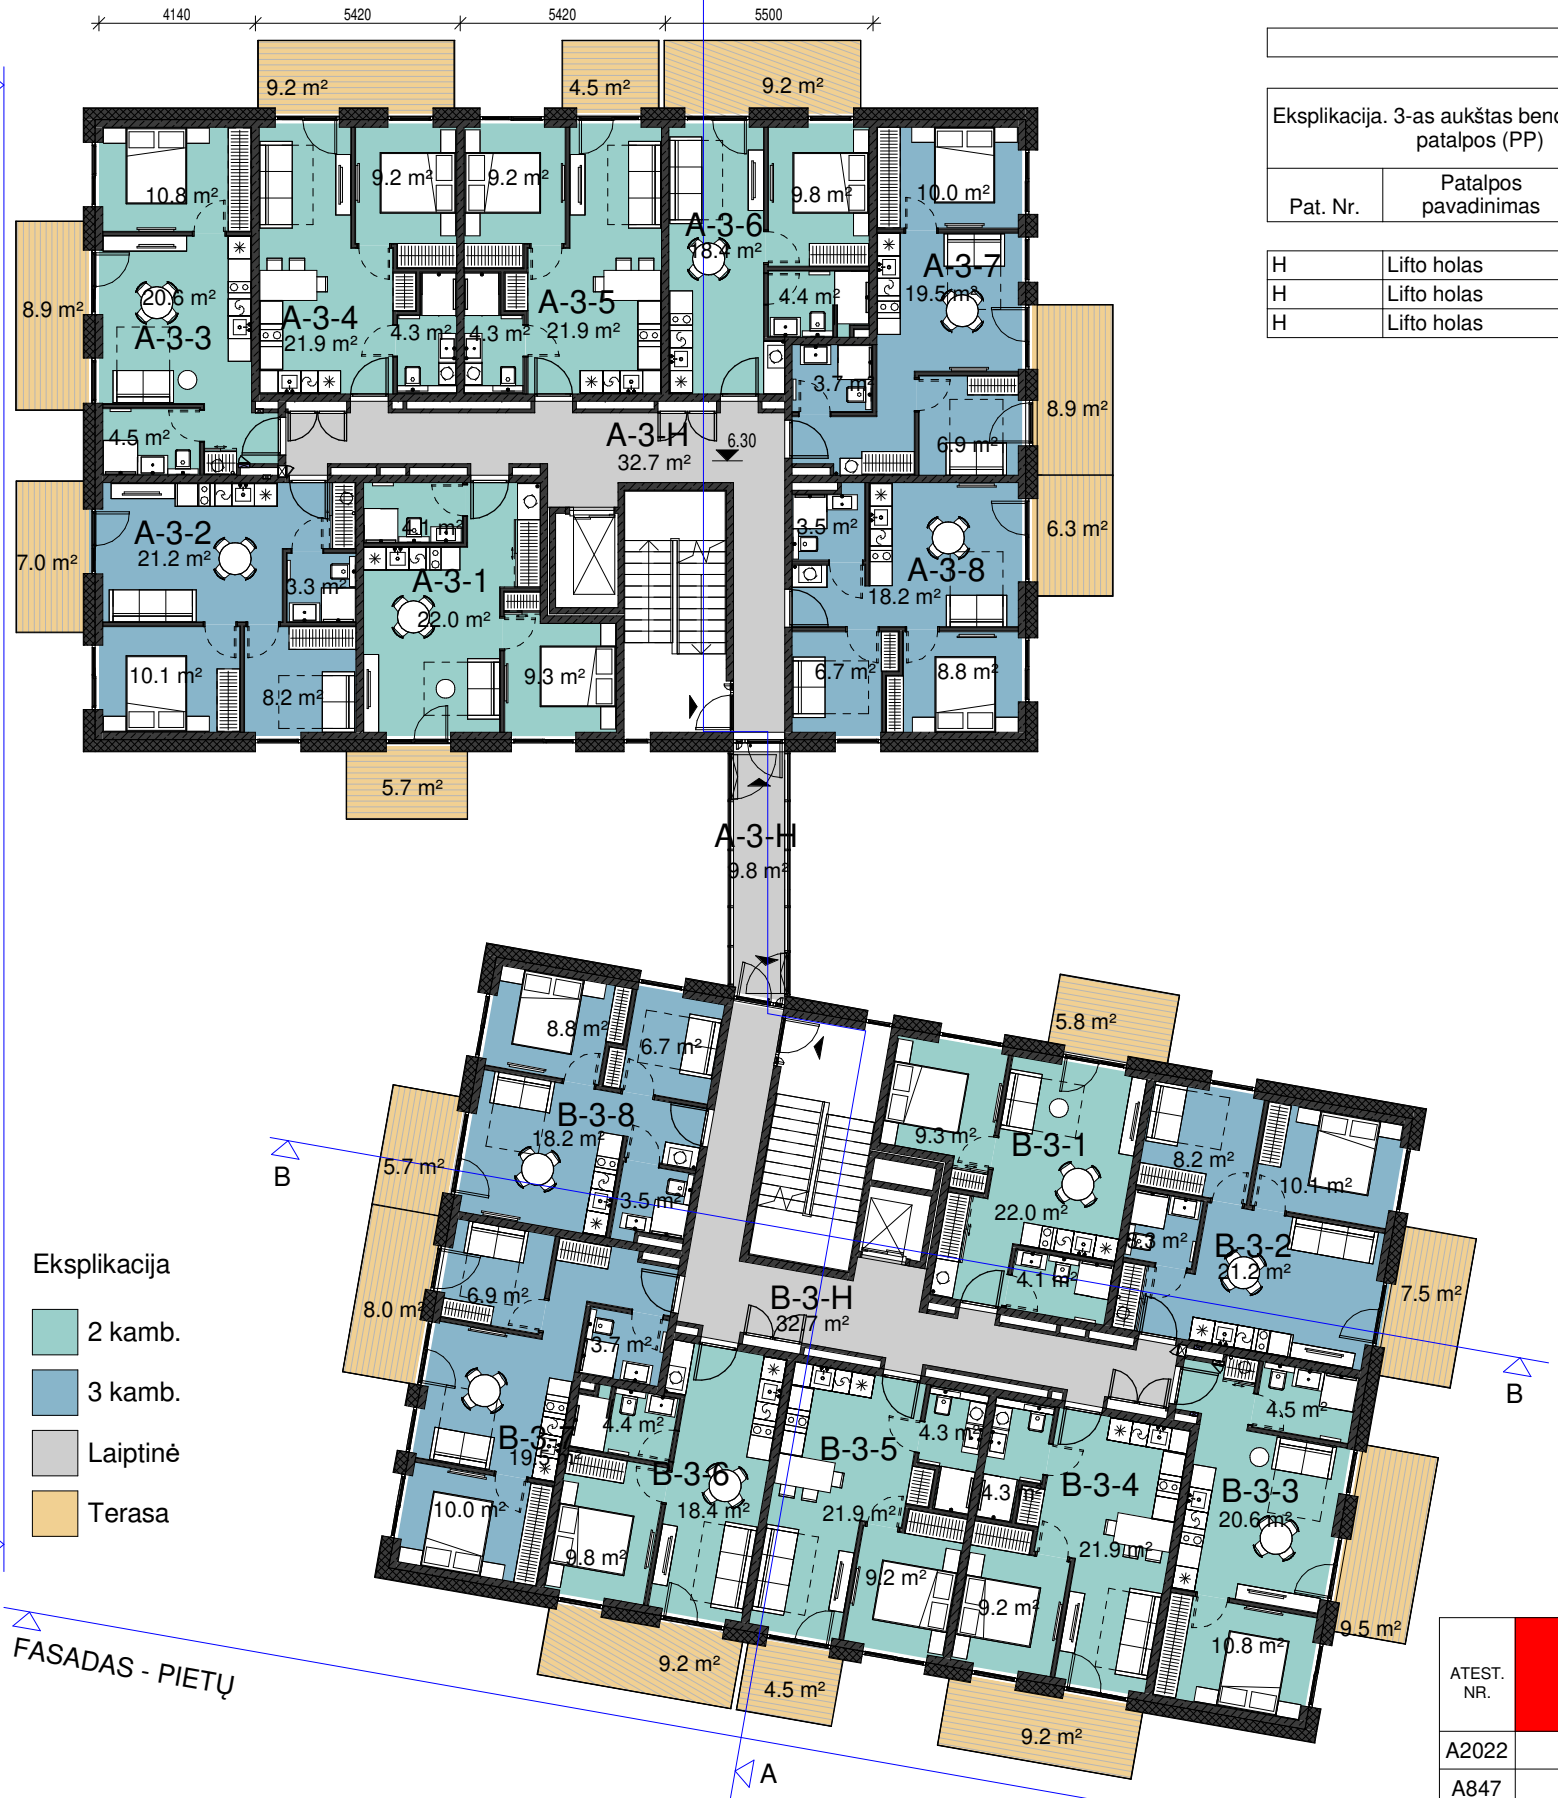 4140
5420
5420
5500
9.2 m²
4.5 m²
9.2 m²
Eksplikacija. 3-as aukštas
patalpos (PP)
Pat. Nr.
Patalpos
pavadinimas
H
Lifto holas
H
Lifto holas
H
Lifto holas
10.8 m²
9.2 m²
9.2 m²
9.8 m²
10.0 m²
A-3-6
18.4 m²
A-3-7
19.5 m²
20.6 m²
A-3-3
8.9 m²
A-3-4
21.9 m²
4.3 m²
4.3 m²
A-3-5
21.9 m²
4.4 m²
3.7 m²
8.9 m²
4.5 m²
A-3-H
32.7 m²
6.30
6.9 m²
A-3-2
21.2 m²
7.0 m²
3.3 m²
4.1 m²
A-3-1
22.0 m²
3.5 m²
A-3-8
18.2 m²
6.3 m²
10.1 m²
8.2 m²
9.3 m²
6.7 m²
8.8 m²
5.7 m²
A-3-H
9.8 m²
8.8 m²
6.7 m²
5.8 m²
B-3-8
18.2 m²
9.3 m²
B-3-1
22.0 m²
8.2 m²
10.1 m²
5.7 m²
B
3.5 m²
3.3 m²
B-3-2
21.2 m²
7.5 m²
4.1 m²
6.9 m²
8.0 m²
B-3-H
32.7 m²
3.7 m²
B
Eksplikacija
2 kamb.
3 kamb.
Laiptinė
Terasa
B-3-7
19.5 m²
4.4 m²
B-3-6
18.4 m²
B-3-5
21.9 m²
4.3 m²
4.3 m²
B-3-4
21.9 m²
4.5 m²
B-3-3
20.6 m²
10.0 m²
9.8 m²
9.2 m²
9.2 m²
10.8 m²
9.5 m²
9.2 m²
4.5 m²
9.2 m²
FASADAS - PIETŲ
A
ATEST.
NR.
A2022
A847